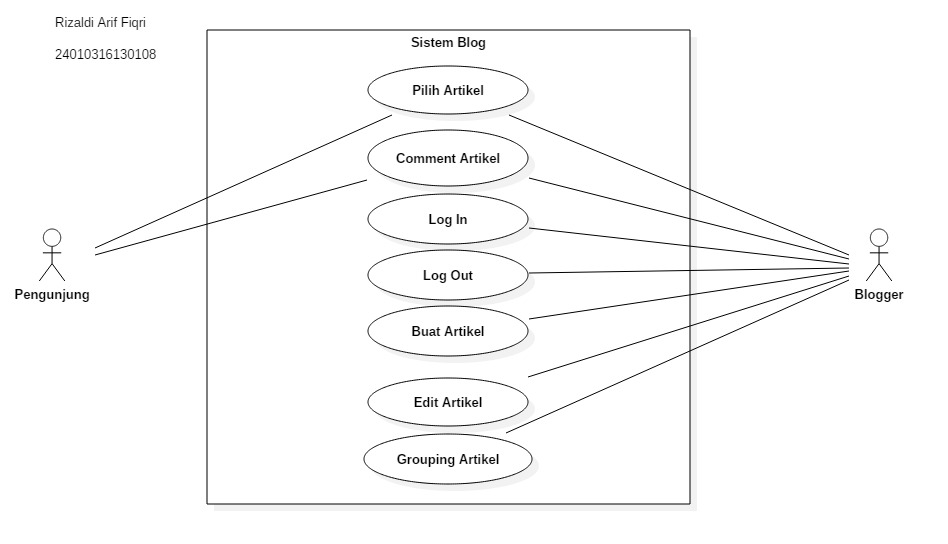 Rizaldi Arif Fiqri
24010316130108
Sistem Blog
Pilih Artikel
Comment Artikel
Log In
Log Out
Buat Artikel
Edit Artikel
Grouping Artikel
Pengunjung
Blogger